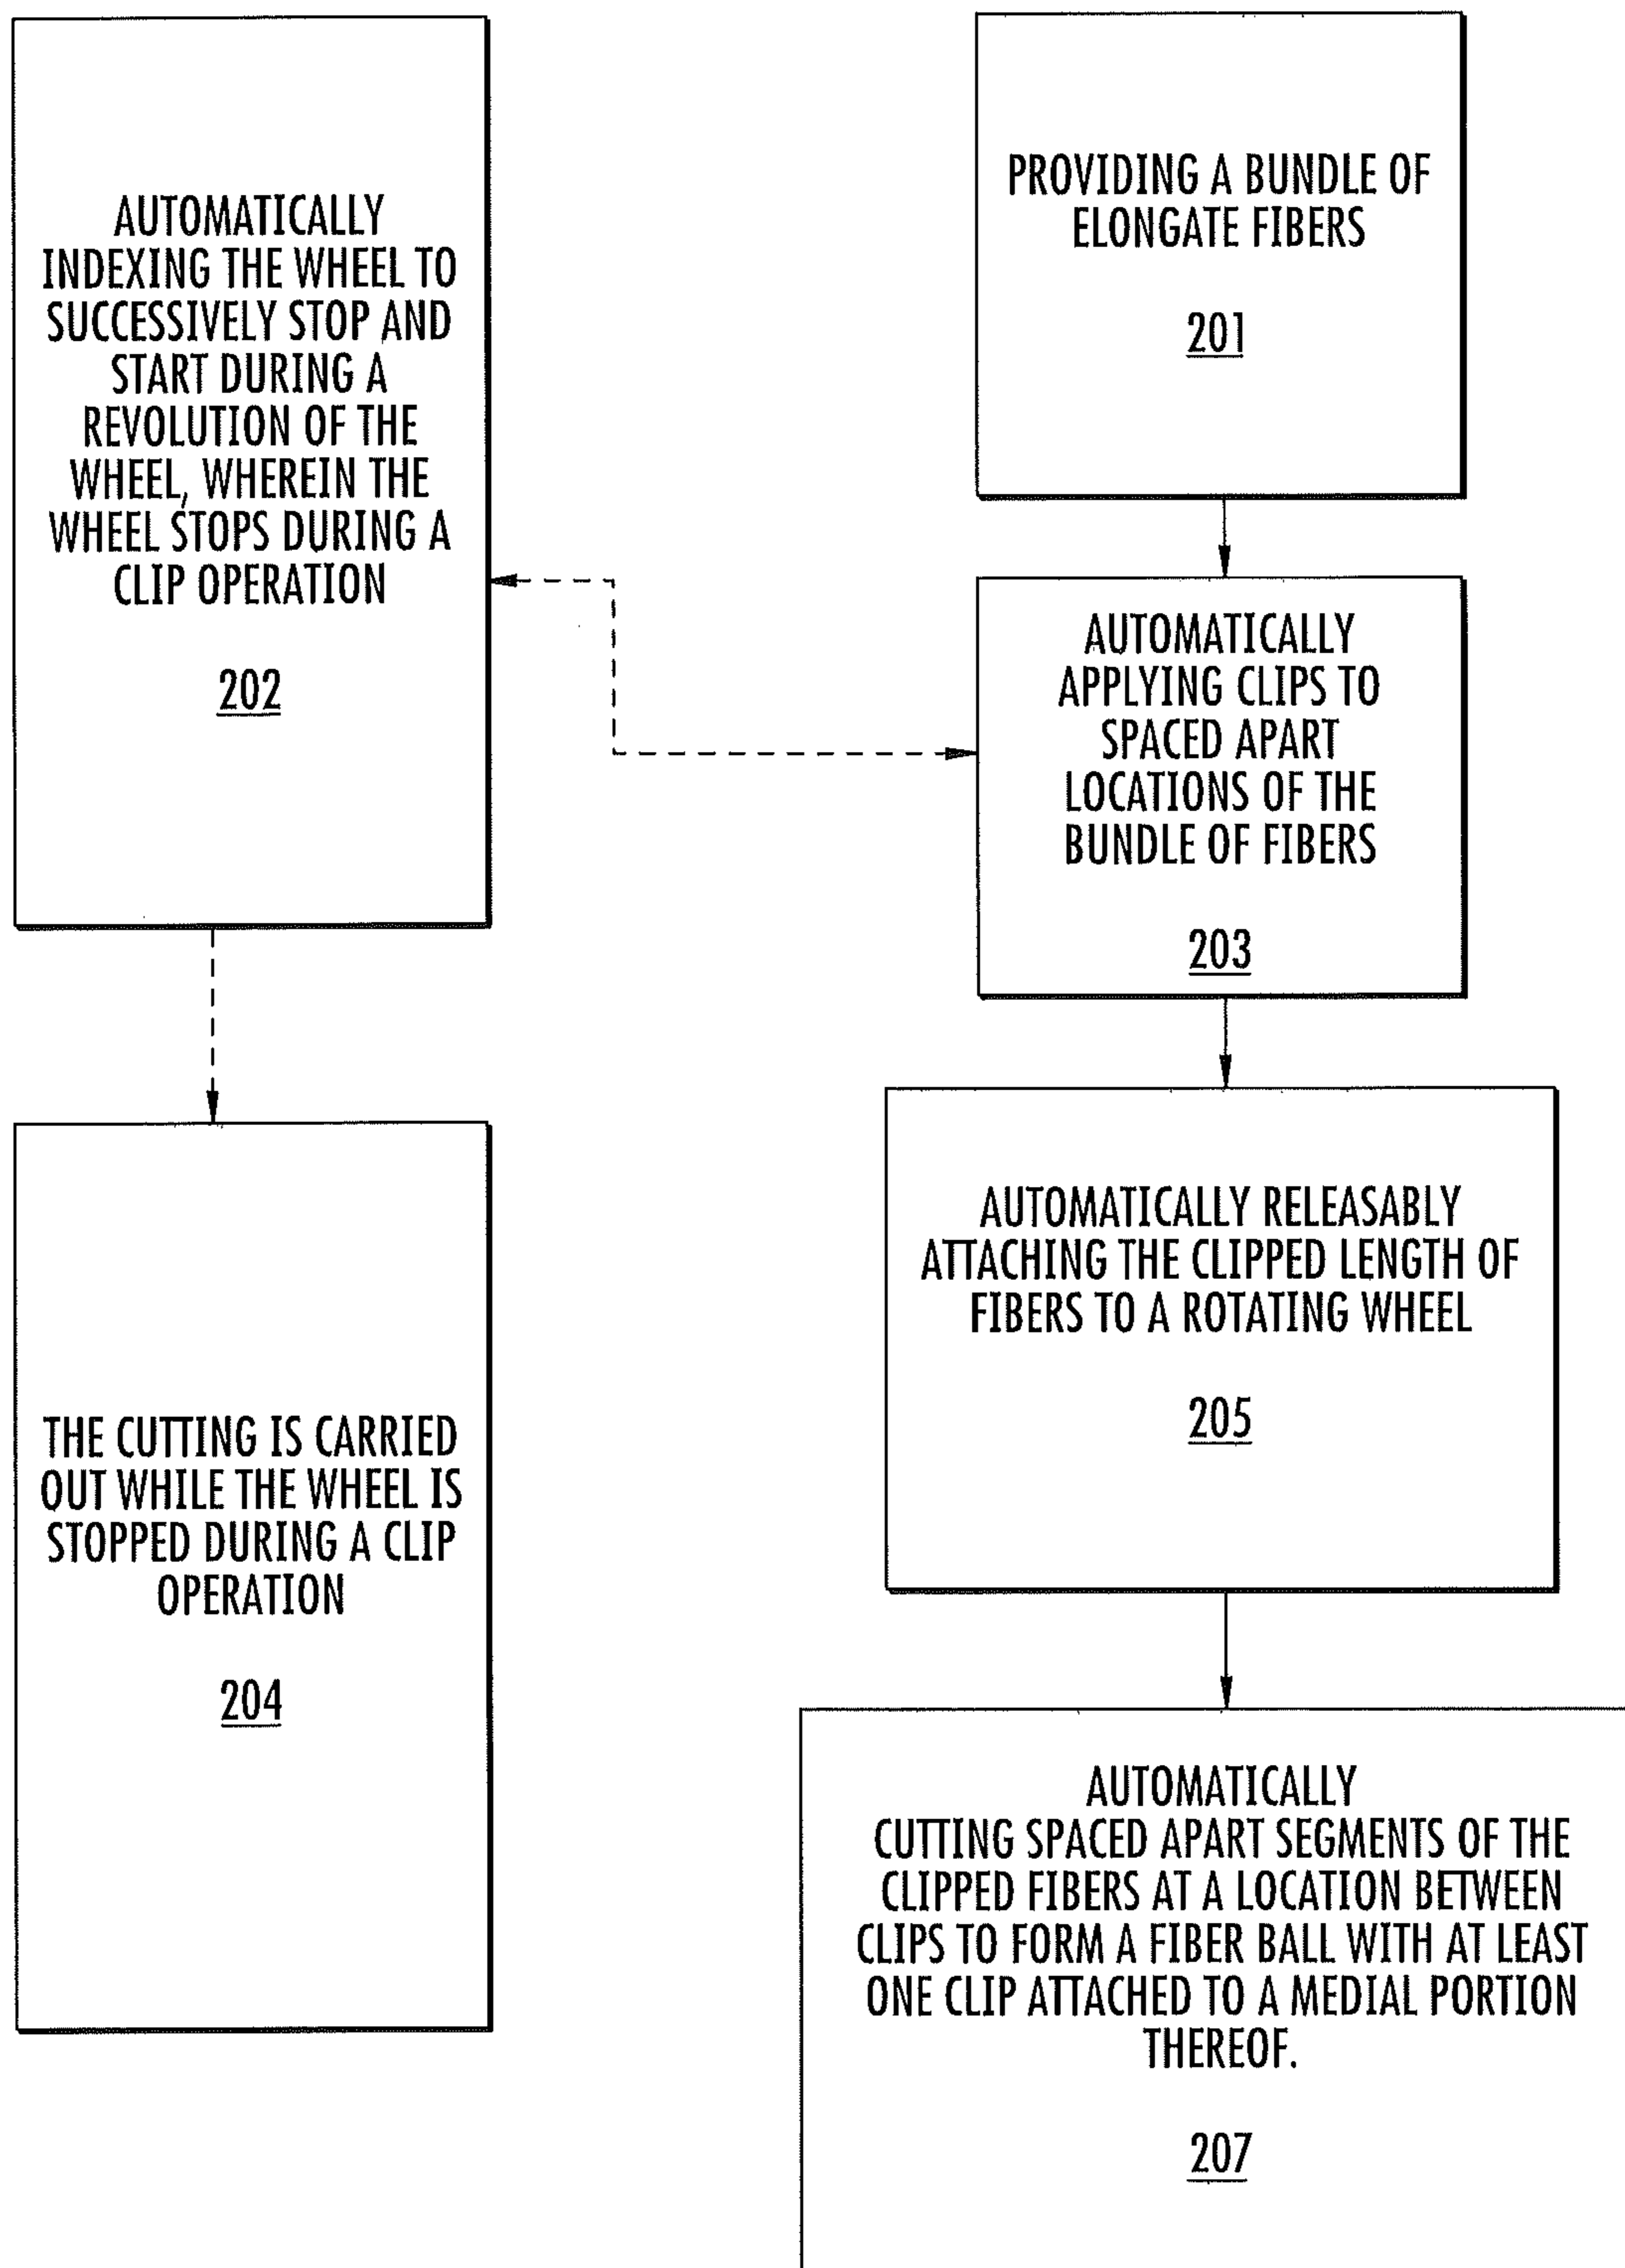 AUTOMATICALLY
INDEXING THE WHEEL TO
SUCCESSIVELY STOP AND
START DURING A
REVOLUTION OF THE
WHEEL, WHEREIN THE
WHEEL STOPS DURING A
CLIP OPERATION
202
THE CUTTING IS CARRIED
OUT WHILE THE WHEEL IS
STOPPED DURING A CLIP
OPERATION
204
PROVIDING A BUNDLE OF
ELONGATE FIBERS
201
AUTOMATICALLY
APPLYING CLIPS TO
SPACED APART
LOCATIONS OF THE
BUNDLE OF FIBERS
203
AUTOMATICALLY RELEASABLY
ATTACHING THE CLIPPED LENGTH OF
FIBERS TO A ROTATING WHEEL
205
AUTOMATICALLY
CUTTING SPACED APART SEGMENTS OF THE
CLIPPED FIBERS AT A LOCATION BETWEEN
CLIPS TO FORM A FIBER BALL WITH AT LEAST
ONE CLIP ATTACHED TO A MEDIAL PORTION
THEREOF.
207